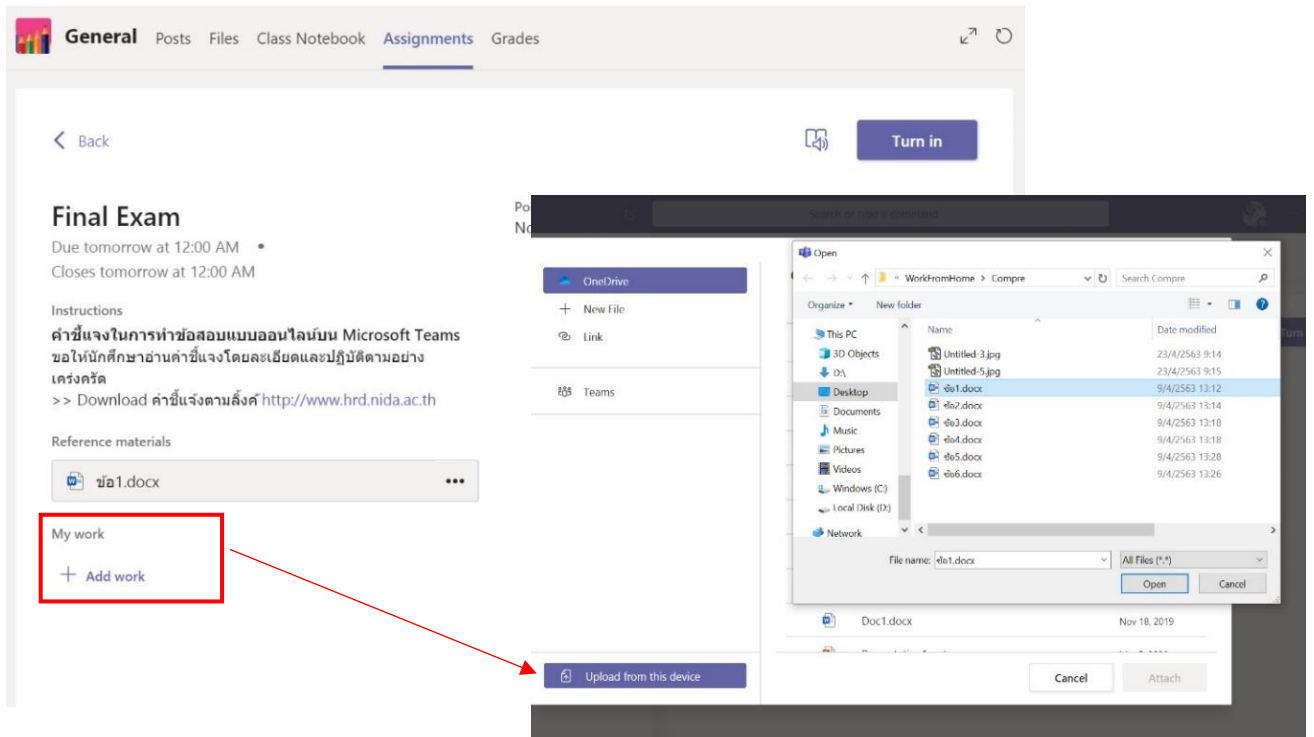 General Posts Files Class Notebook Assignments Grades
Back
Turn in
Final Exam
Due tomorrow at 12:00 AM •
Closes tomorrow at 12:00 AM
Instructions
คำชี้แจงในการทำข้อสอบแบบออนไลน์บน Microsoft Teams
ขอให้นักศึกษาอ่านคำชี้แจงโดยละเอียดและปฏิบัติตามอย่าง
เคร่งครัด
>> Download คำชี้แจงตามลิ้งค์ http://www.hrd.nida.ac.th
Reference materials
ข้อ1.docx
My work
+ Add work
Po
No
Search or type a command
OneDrive
+ New File
Link
Teams
Upload from this device
Open
« WorkFromHome > Compre
Search Compre
Organize
New folder
This PC
3D Objects
D:\
Desktop
Documents
Music
Pictures
Videos
Windows (C:)
Local Disk (D:)
Network
Name Date modified
Untitled-3.jpg 23/4/2563 9:14
Untitled-5.jpg 23/4/2563 9:15
ข้อ1.docx 9/4/2563 13:12
ข้อ2.docx 9/4/2563 13:14
ข้อ3.docx 9/4/2563 13:18
ข้อ4.docx 9/4/2563 13:18
ข้อ5.docx 9/4/2563 13:28
ข้อ6.docx 9/4/2563 13:26
File name: ข้อ1.docx
All Files (*.*)
Open Cancel
Turn
Doc1.docx Nov 18, 2019
Cancel Attach